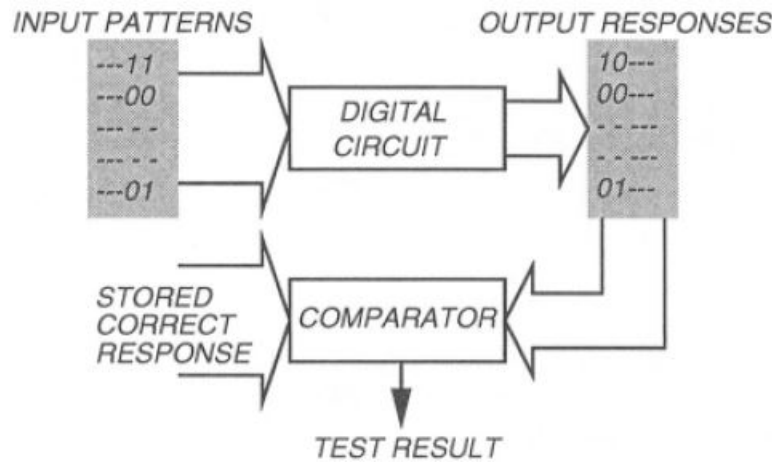 INPUT PATTERNS
OUTPUT RESPONSES
---11
---00
--- - -
--- - -
---01
DIGITAL
CIRCUIT
10---
00---
- - ---
- - ---
01---
STORED
CORRECT
RESPONSE
COMPARATOR
TEST RESULT